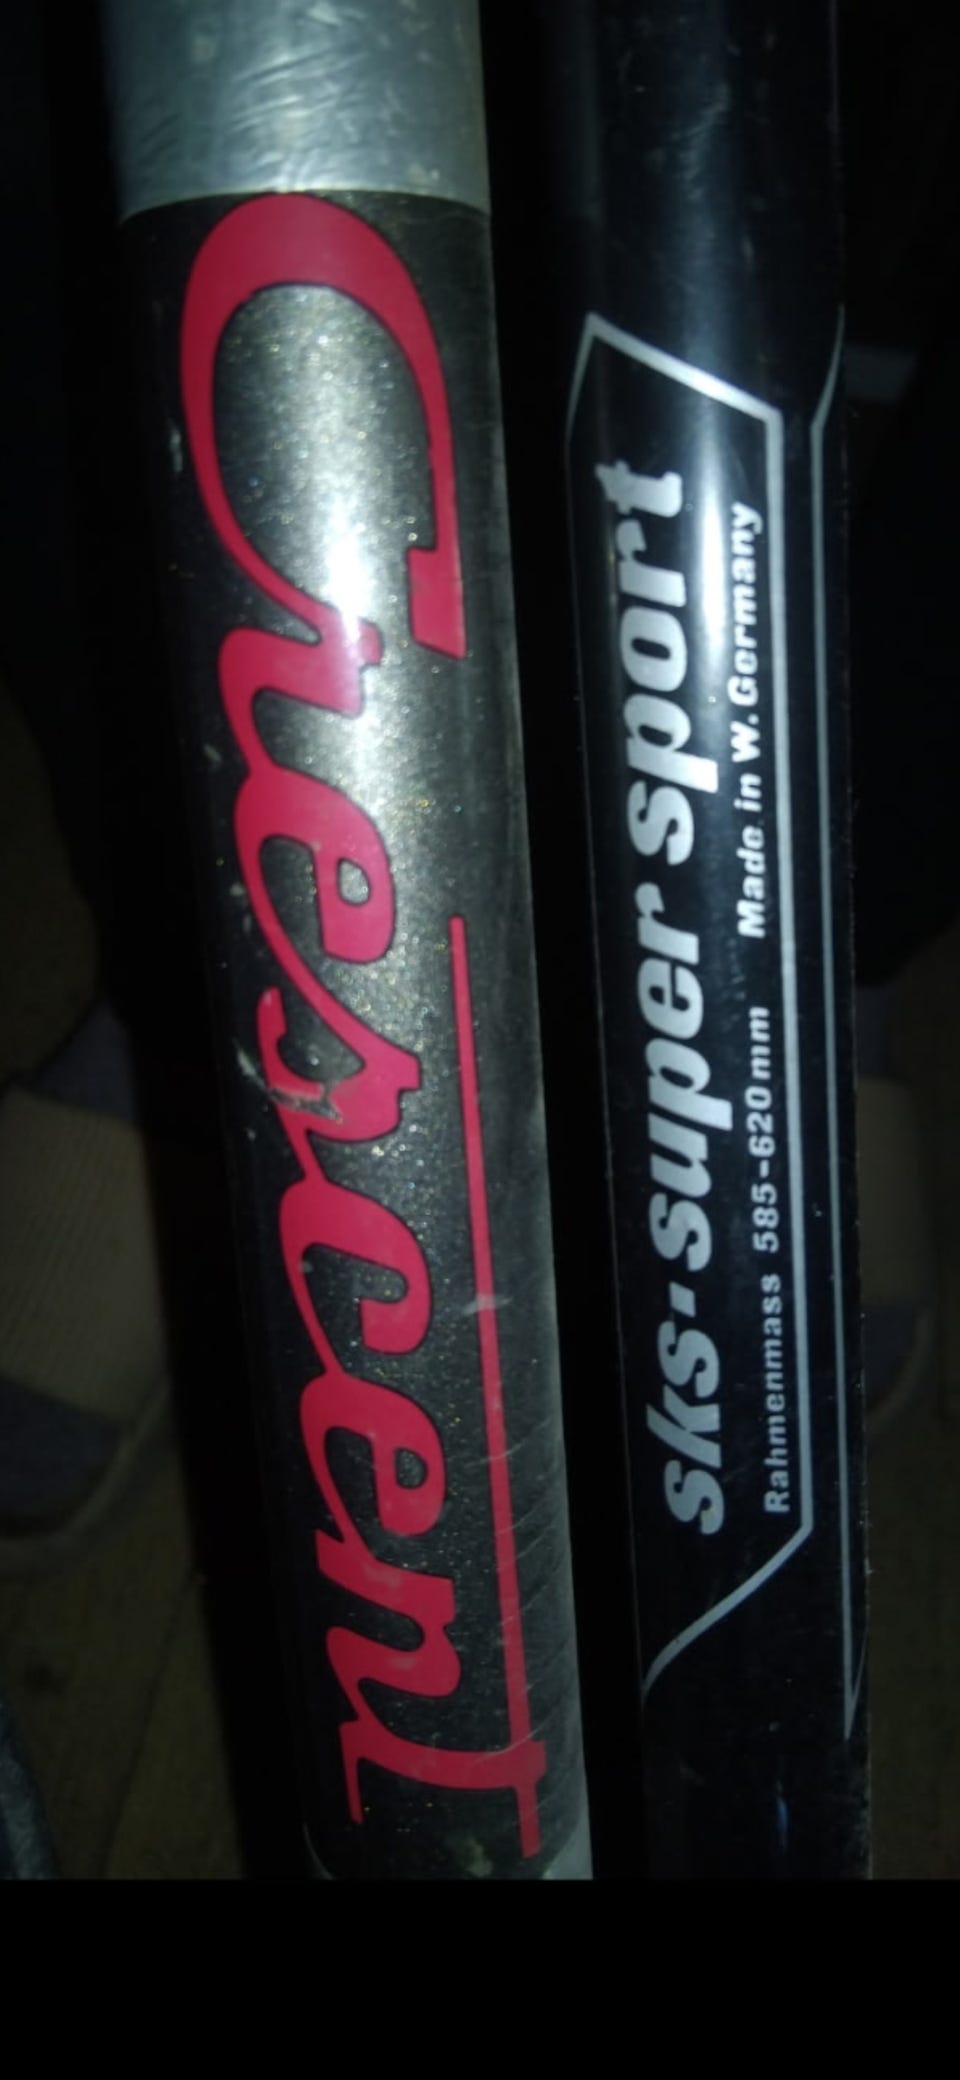 Crescent
sks·super sport
Rahmenmass 585-620mm Made in W. Germany